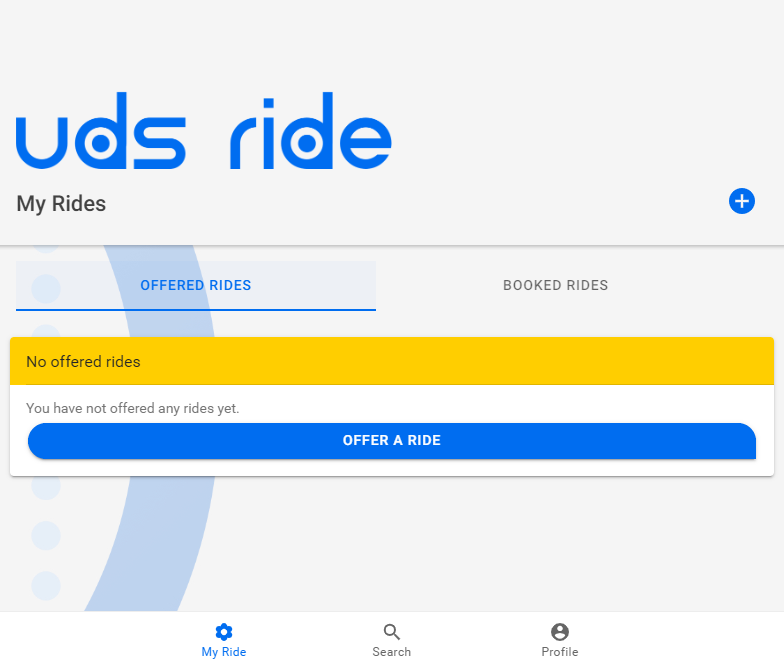 uds ride
My Rides
OFFERED RIDES
BOOKED RIDES
No offered rides
You have not offered any rides yet.
OFFER A RIDE
My Ride
Search
Profile